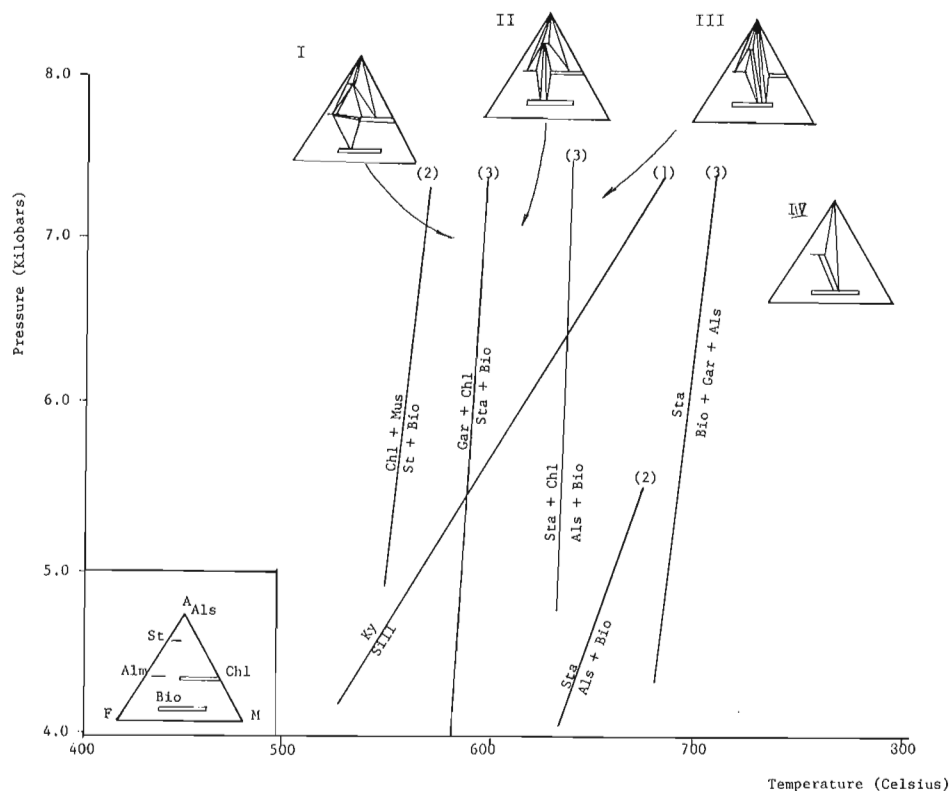 I
II
III
IV
8.0
7.0
6.0
5.0
4.0
Pressure (Kilobars)
(2)
(3)
(3)
(1)
(3)
(2)
Chl + Mus
St + Bio
Gar + Chl
Sta + Bio
Ky
Sill
Sta + Chl
Als + Bio
Sta
Als + Bio
Sta
Bio + Gar + Als
A
Als
St
Alm
Chl
Bio
F
M
400
500
600
700
800
Temperature (Celsius)